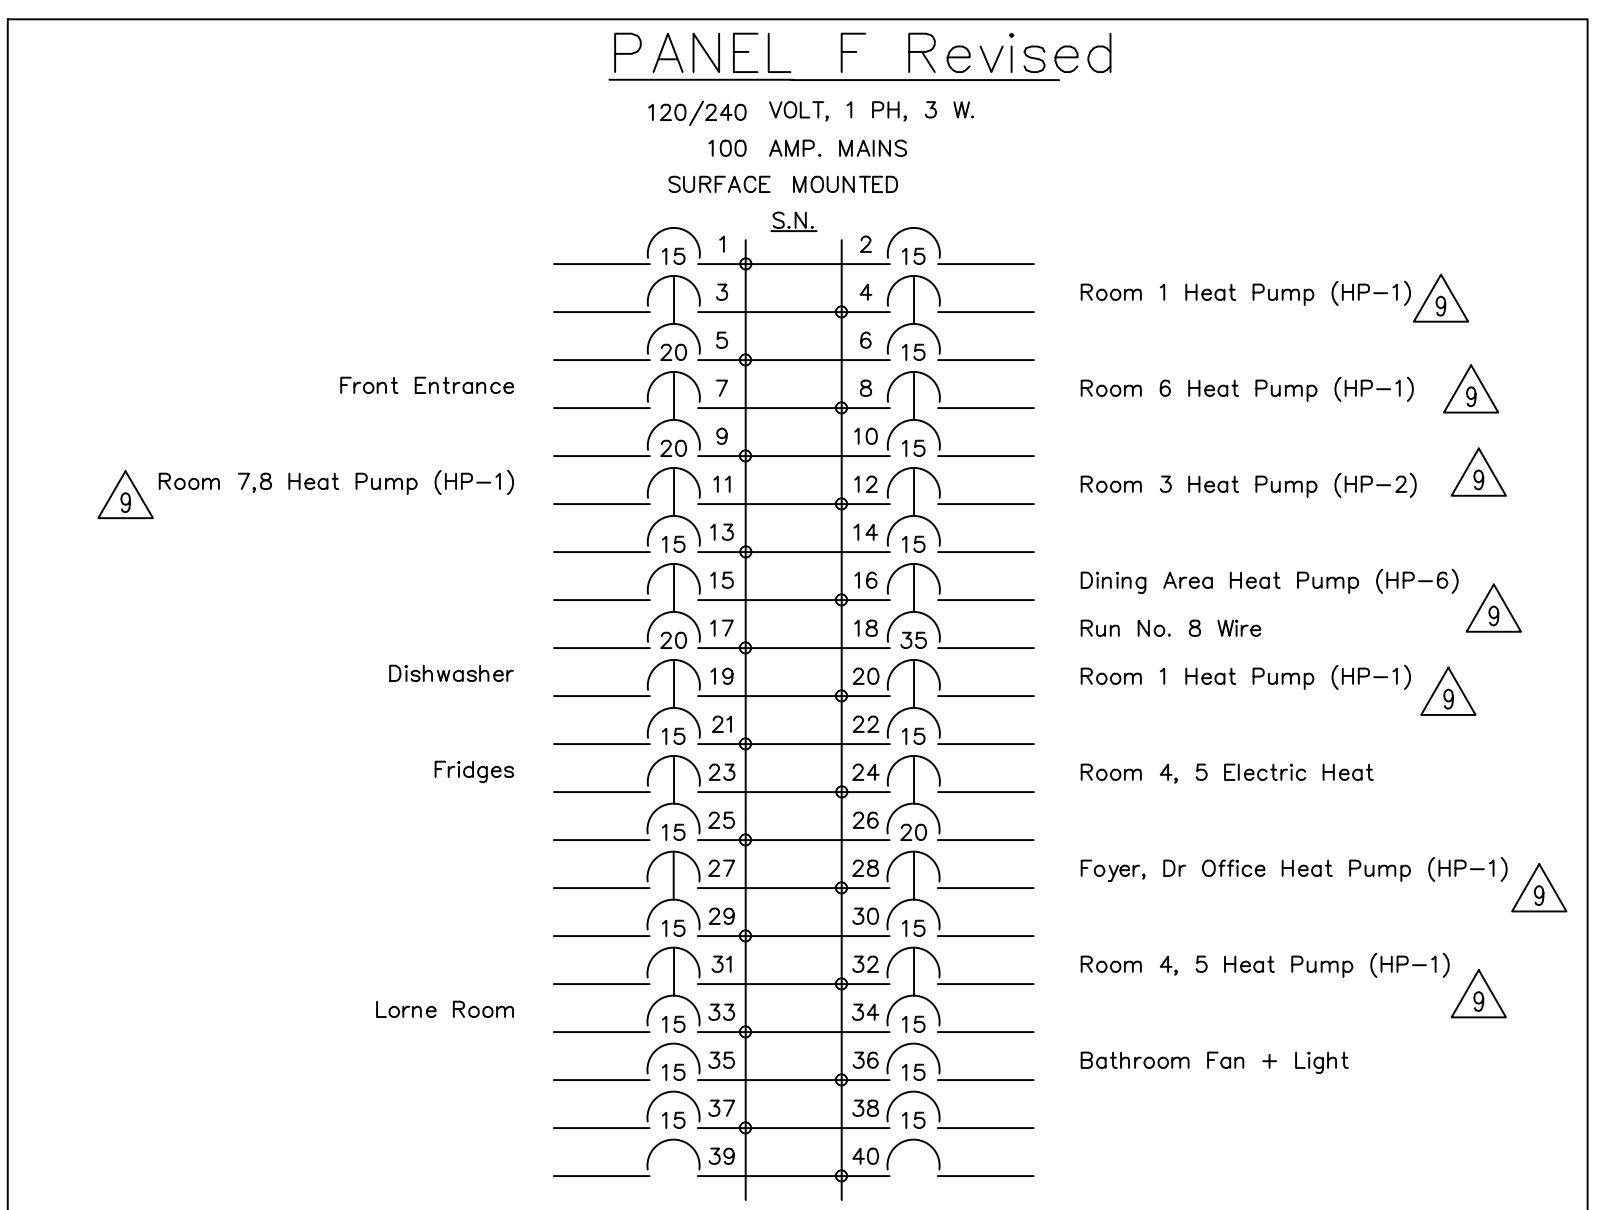 PANEL F Revised
120/240 VOLT, 1 PH, 3 W.
100 AMP. MAINS
SURFACE MOUNTED
S.N.
15 1 2 15
3 4 Room 1 Heat Pump (HP-1) 9
20 5 6 15
Front Entrance 7 8 Room 6 Heat Pump (HP-1) 9
20 9 10 15
9 Room 7,8 Heat Pump (HP-1) 11 12 Room 3 Heat Pump (HP-2) 9
15 13 14 15
15 16 Dining Area Heat Pump (HP-6) 9
20 17 18 35 Run No. 8 Wire
Dishwasher 19 20 Room 1 Heat Pump (HP-1) 9
15 21 22 15
Fridges 23 24 Room 4, 5 Electric Heat
15 25 26 20
27 28 Foyer, Dr Office Heat Pump (HP-1) 9
15 29 30 15
31 32 Room 4, 5 Heat Pump (HP-1) 9
Lorne Room 15 33 34 15
15 35 36 15 Bathroom Fan + Light
15 37 38 15
39 40